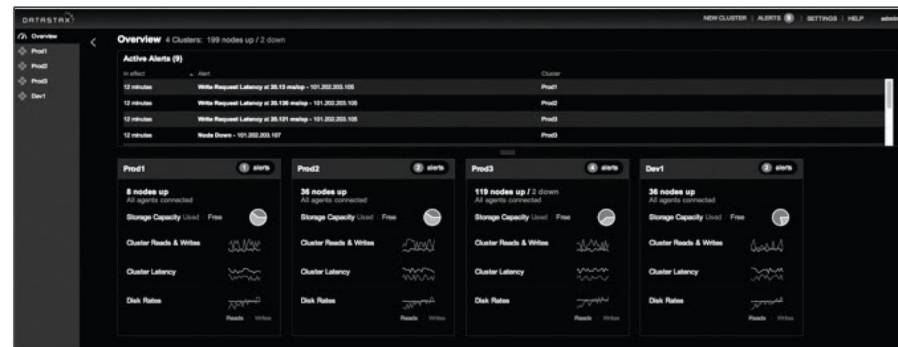 DATASTAX
NEW CLUSTER | ALERTS 9 | SETTINGS | HELP admin
Overview
Prod1
Prod2
Prod3
Dev1
Overview 4 Clusters: 199 nodes up / 2 down
Active Alerts (9)
In effect Alert Cluster
12 minutes Write Request Latency at 35.13 ms/op - 101.202.203.105 Prod1
12 minutes Write Request Latency at 35.136 ms/op - 101.202.203.105 Prod2
12 minutes Write Request Latency at 35.121 ms/op - 101.202.203.105 Prod3
12 minutes Node Down - 101.202.203.107 Prod3
Prod1 1 alerts
8 nodes up
All agents connected
Storage Capacity Used Free
Cluster Reads & Writes
Cluster Latency
Disk Rates
Reads Writes
Prod2 2 alerts
36 nodes up
All agents connected
Storage Capacity Used Free
Cluster Reads & Writes
Cluster Latency
Disk Rates
Reads Writes
Prod3 4 alerts
119 nodes up / 2 down
All agents connected
Storage Capacity Used Free
Cluster Reads & Writes
Cluster Latency
Disk Rates
Reads Writes
Dev1 2 alerts
36 nodes up
All agents connected
Storage Capacity Used Free
Cluster Reads & Writes
Cluster Latency
Disk Rates
Reads Writes